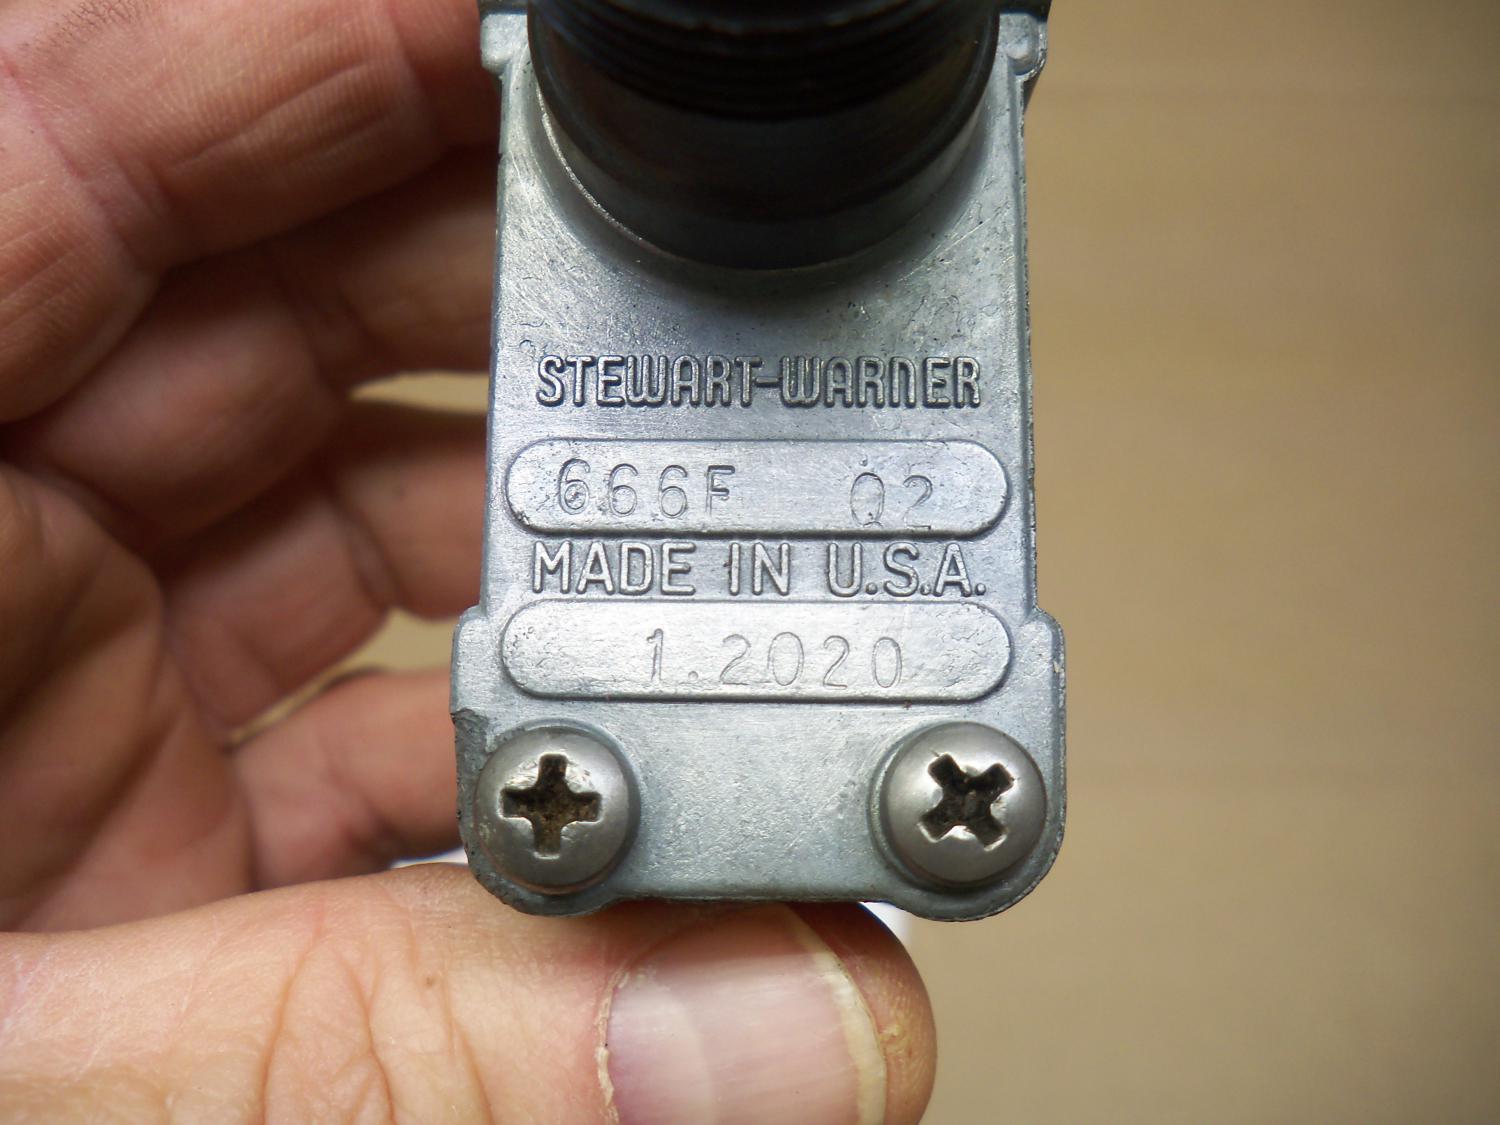 STEWART-WARNER
666F Q2
MADE IN U.S.A.
1.2020